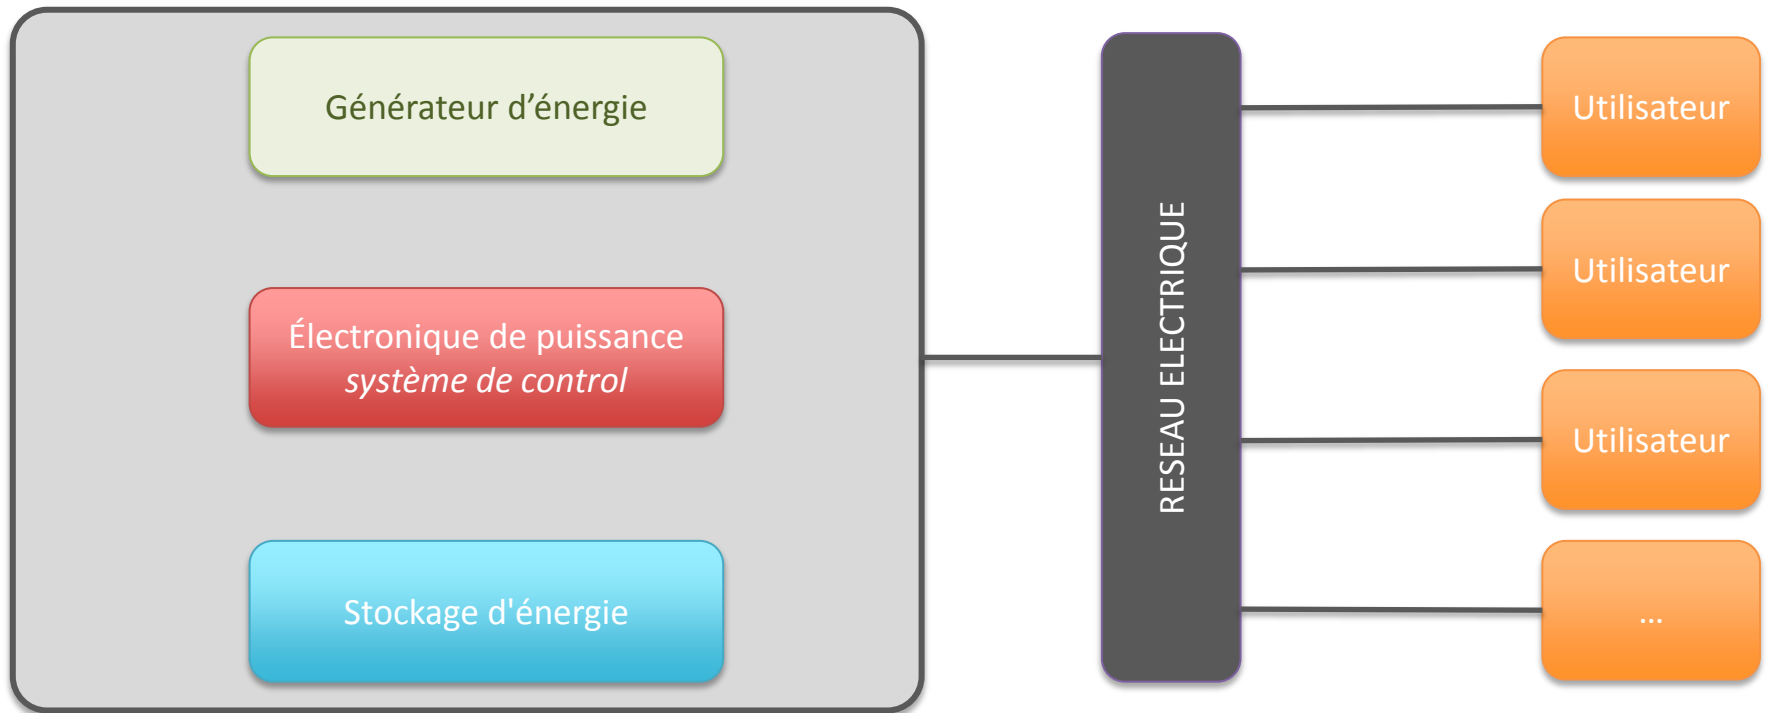 Générateur d’énergie
Électronique de puissance
système de control
Stockage d'énergie
RESEAU ELECTRIQUE
Utilisateur
Utilisateur
Utilisateur
...